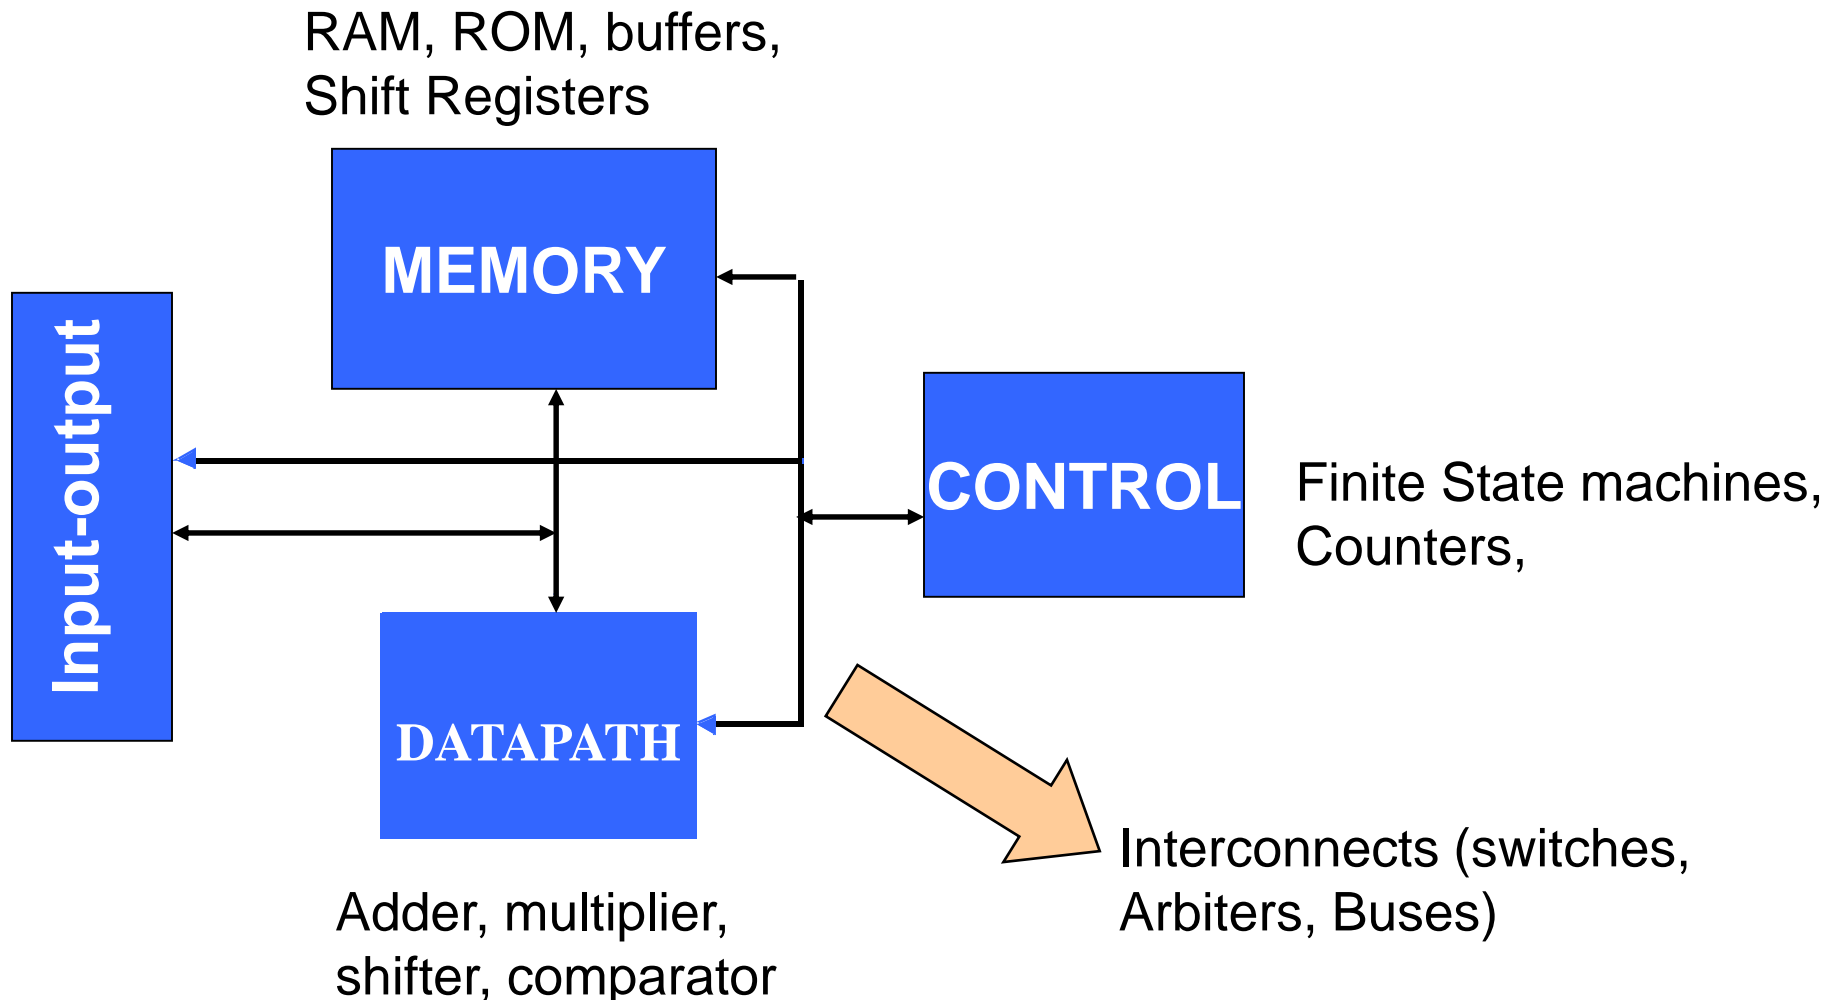 RAM, ROM, buffers,
Shift Registers
MEMORY
Input-output
CONTROL
Finite State machines,
Counters,
DATAPATH
Interconnects (switches,
Arbiters, Buses)
Adder, multiplier,
shifter, comparator